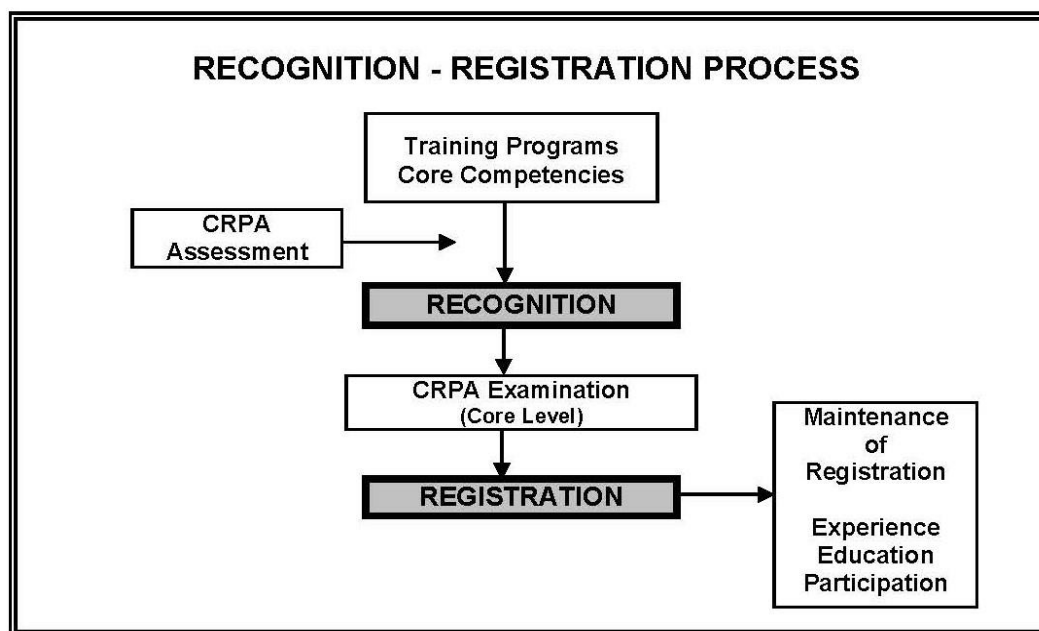 RECOGNITION - REGISTRATION PROCESS
Training Programs
Core Competencies
CRPA
Assessment
RECOGNITION
CRPA Examination
(Core Level)
REGISTRATION
Maintenance
of
Registration
Experience
Education
Participation